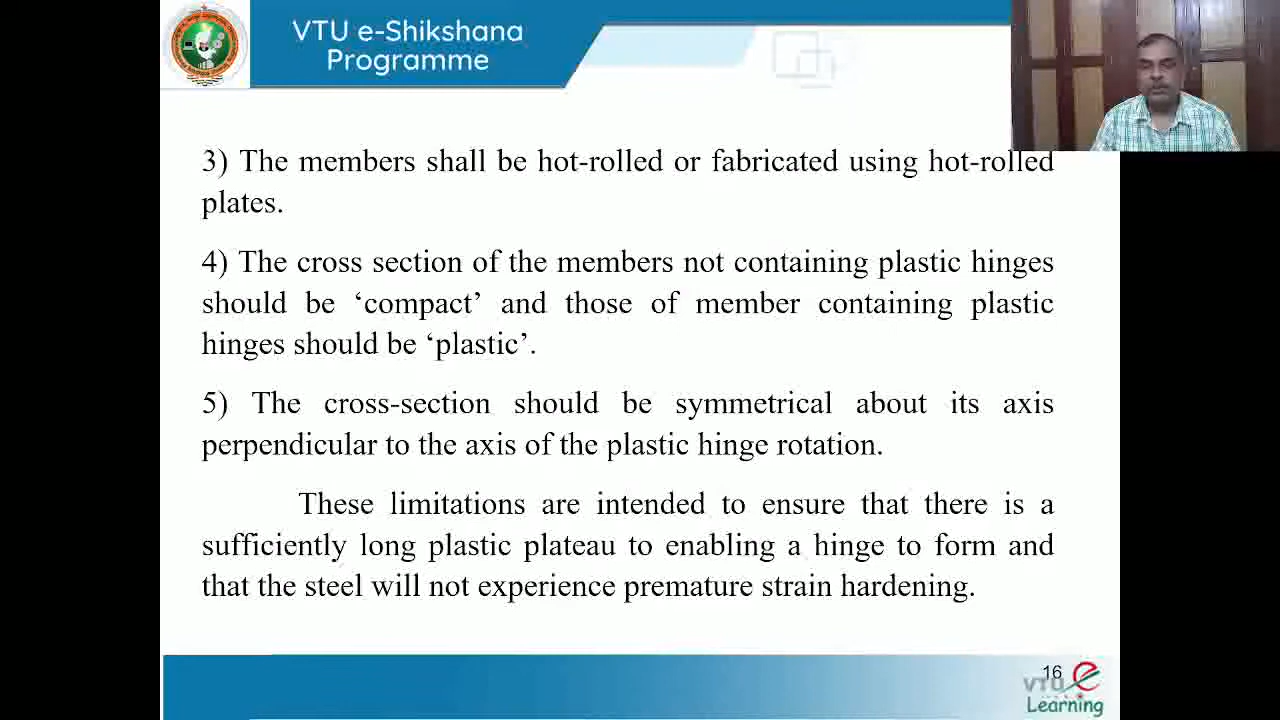 VTU e-Shikshana
Programme
3) The members shall be hot-rolled or fabricated using hot-rolled
plates.
4) The cross section of the members not containing plastic hinges
should be ‘compact’ and those of member containing plastic
hinges should be ‘plastic’.
5) The cross-section should be symmetrical about its axis
perpendicular to the axis of the plastic hinge rotation.
These limitations are intended to ensure that there is a
sufficiently long plastic plateau to enabling a hinge to form and
that the steel will not experience premature strain hardening.
16
VTU e
Learning